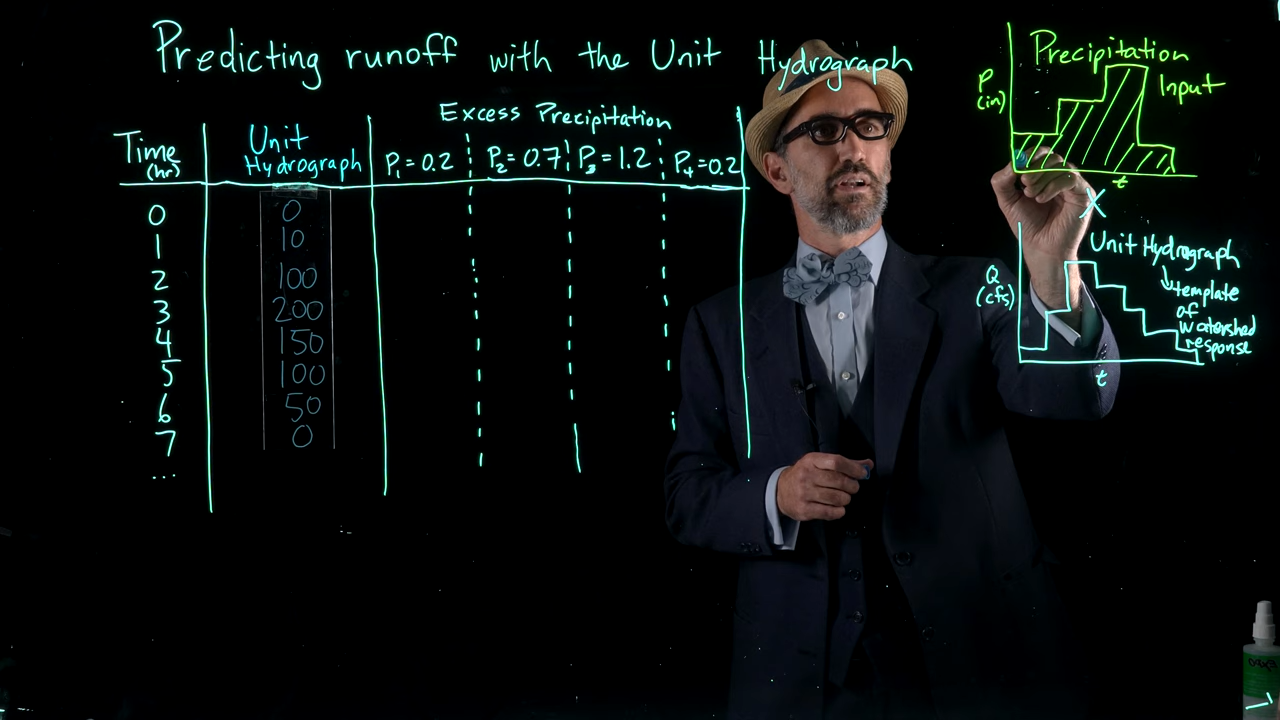 Predicting runoff with the Unit Hydrograph
Time (hr)
Unit Hydrograph
Excess Precipitation
P₁ = 0.2 P₂ = 0.7 P₃ = 1.2 P₄ = 0.2
0 0
1 10
2 100
3 200
4 150
5 100
6 50
7 0
...
Precipitation
Input
P
(in)
t
X
Unit Hydrograph
Q
(cfs)
template
of
watershed
response
t